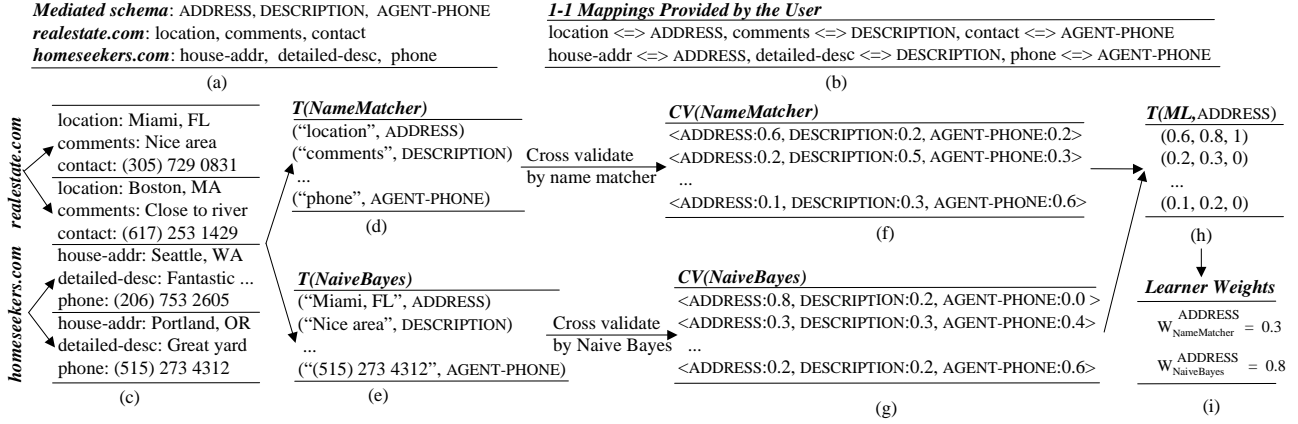 Mediated schema: ADDRESS, DESCRIPTION, AGENT-PHONE
realestate.com: location, comments, contact
homeseekers.com: house-addr, detailed-desc, phone
(a)
1-1 Mappings Provided by the User
location <=> ADDRESS, comments <=> DESCRIPTION, contact <=> AGENT-PHONE
house-addr <=> ADDRESS, detailed-desc <=> DESCRIPTION, phone <=> AGENT-PHONE
(b)
realestate.com
location: Miami, FL
comments: Nice area
contact: (305) 729 0831
location: Boston, MA
comments: Close to river
contact: (617) 253 1429
homeseekers.com
house-addr: Seattle, WA
detailed-desc: Fantastic ...
phone: (206) 753 2605
house-addr: Portland, OR
detailed-desc: Great yard
phone: (515) 273 4312
(c)
T(NameMatcher)
(“location”, ADDRESS)
(“comments”, DESCRIPTION)
...
(“phone”, AGENT-PHONE)
(d)
T(NaiveBayes)
(“Miami, FL”, ADDRESS)
(“Nice area”, DESCRIPTION)
...
(“(515) 273 4312”, AGENT-PHONE)
(e)
Cross validate
by name matcher
Cross validate
by Naive Bayes
CV(NameMatcher)
<ADDRESS:0.6, DESCRIPTION:0.2, AGENT-PHONE:0.2>
<ADDRESS:0.2, DESCRIPTION:0.5, AGENT-PHONE:0.3>
...
<ADDRESS:0.1, DESCRIPTION:0.3, AGENT-PHONE:0.6>
(f)
CV(NaiveBayes)
<ADDRESS:0.8, DESCRIPTION:0.2, AGENT-PHONE:0.0 >
<ADDRESS:0.3, DESCRIPTION:0.3, AGENT-PHONE:0.4>
...
<ADDRESS:0.2, DESCRIPTION:0.2, AGENT-PHONE:0.6>
(g)
T(ML,ADDRESS)
(0.6, 0.8, 1)
(0.2, 0.3, 0)
...
(0.1, 0.2, 0)
(h)
Learner Weights
ADDRESS
W NameMatcher = 0.3
ADDRESS
W NaiveBayes = 0.8
(i)